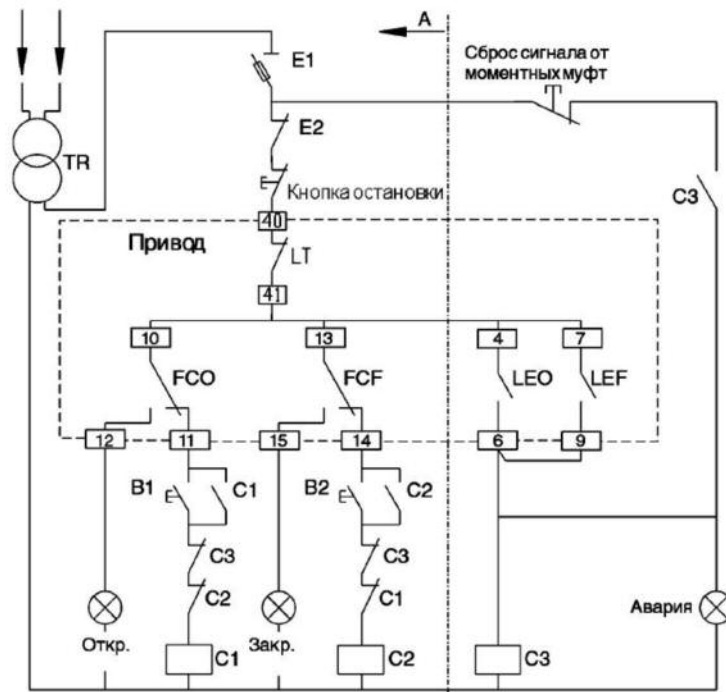 A
Сброс сигнала от
моментных муфт
E1
E2
TR
Кнопка остановки
C3
40
Привод
LT
41
10
13
4
7
FCO
FCF
LEO
LEF
12
11
15
14
6
9
B1
C1
B2
C2
C3
C3
C2
C1
Авария
Откр.
C1
Закр.
C2
C3